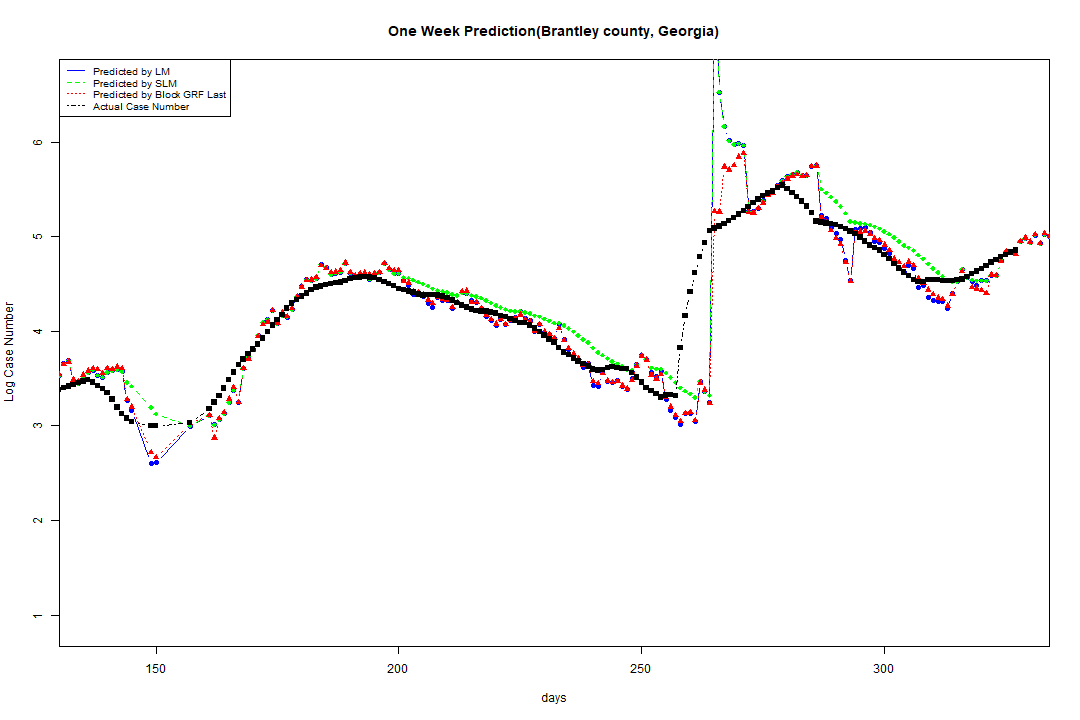 One Week Prediction(Brantley county, Georgia)
Predicted by LM
Predicted by SLM
Predicted by Block GRF Last
Actual Case Number
6
5
4
3
2
1
Log Case Number
150 200 250 300
days